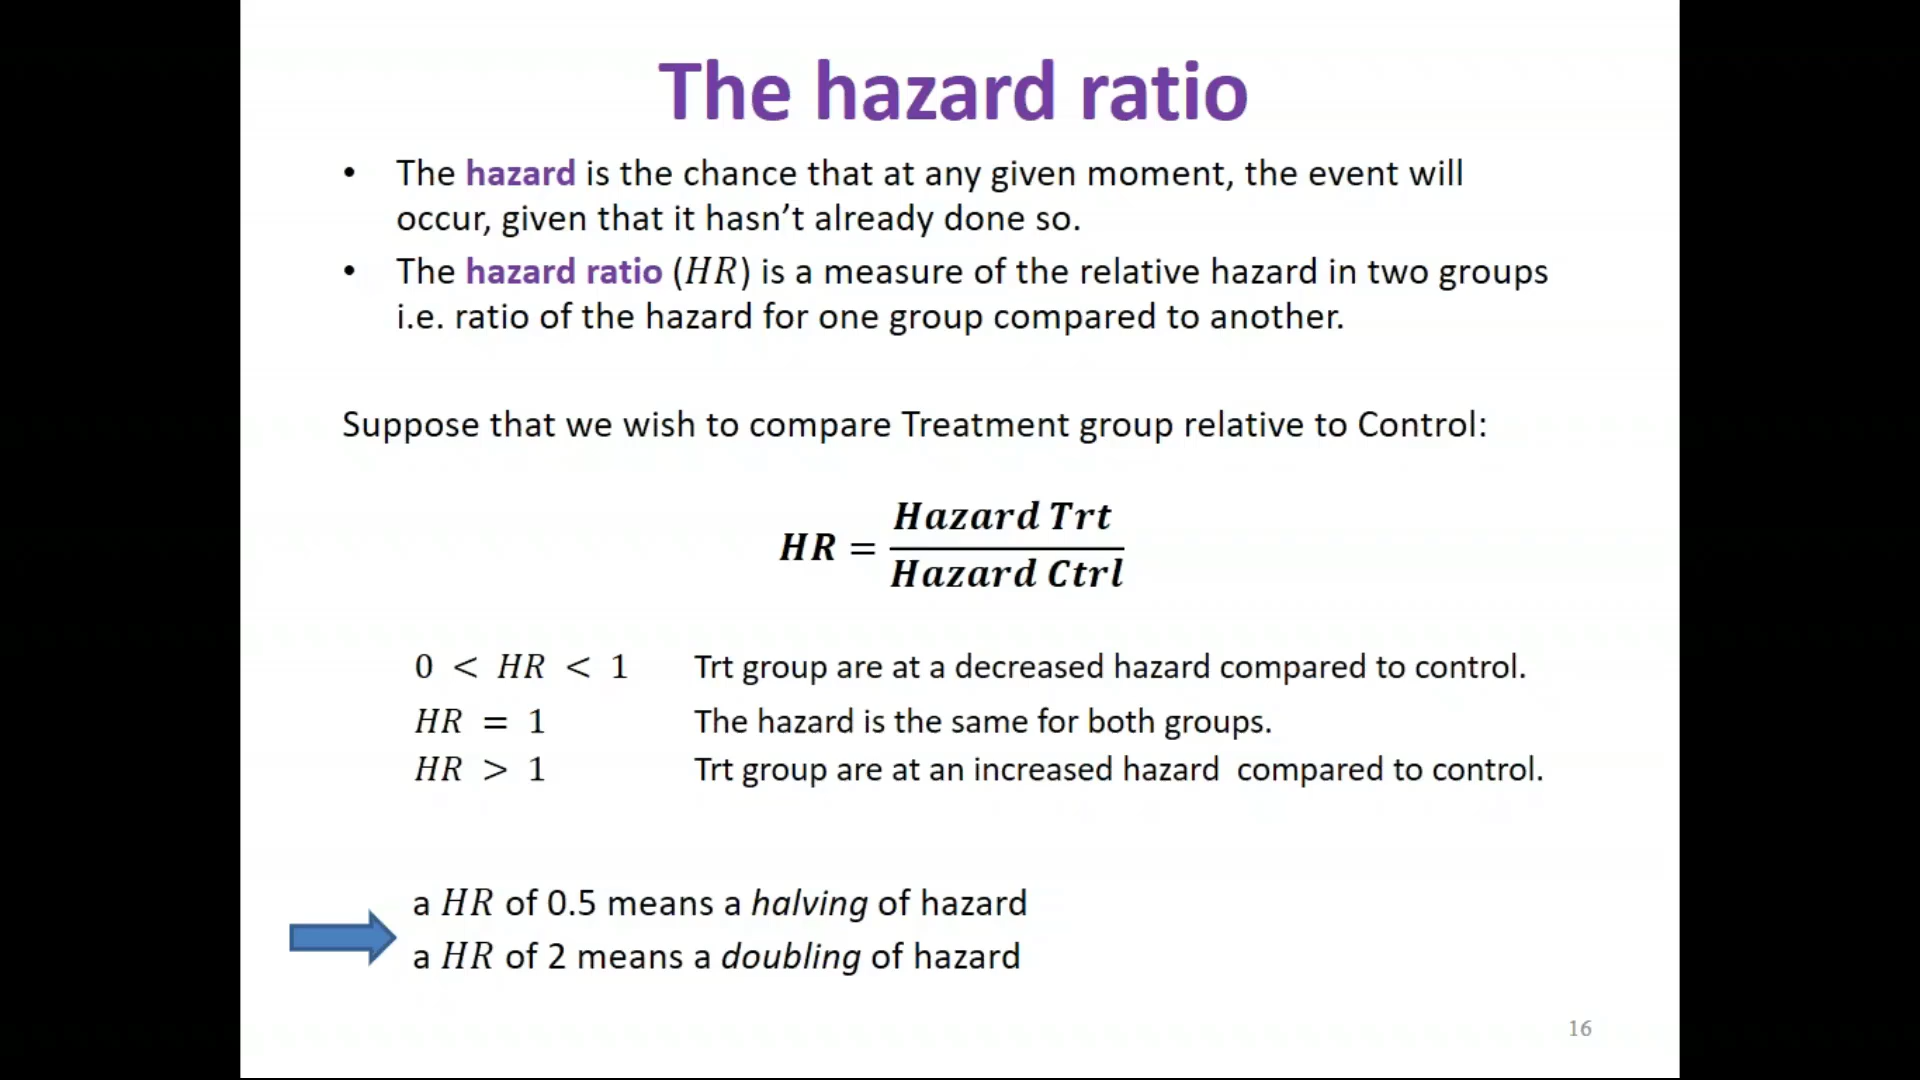 The hazard ratio
• The hazard is the chance that at any given moment, the event will
occur, given that it hasn’t already done so.
• The hazard ratio (HR) is a measure of the relative hazard in two groups
i.e. ratio of the hazard for one group compared to another.
Suppose that we wish to compare Treatment group relative to Control:
HR = Hazard Trt / Hazard Ctrl
0 < HR < 1 Trt group are at a decreased hazard compared to control.
HR = 1 The hazard is the same for both groups.
HR > 1 Trt group are at an increased hazard compared to control.
a HR of 0.5 means a halving of hazard
a HR of 2 means a doubling of hazard
16